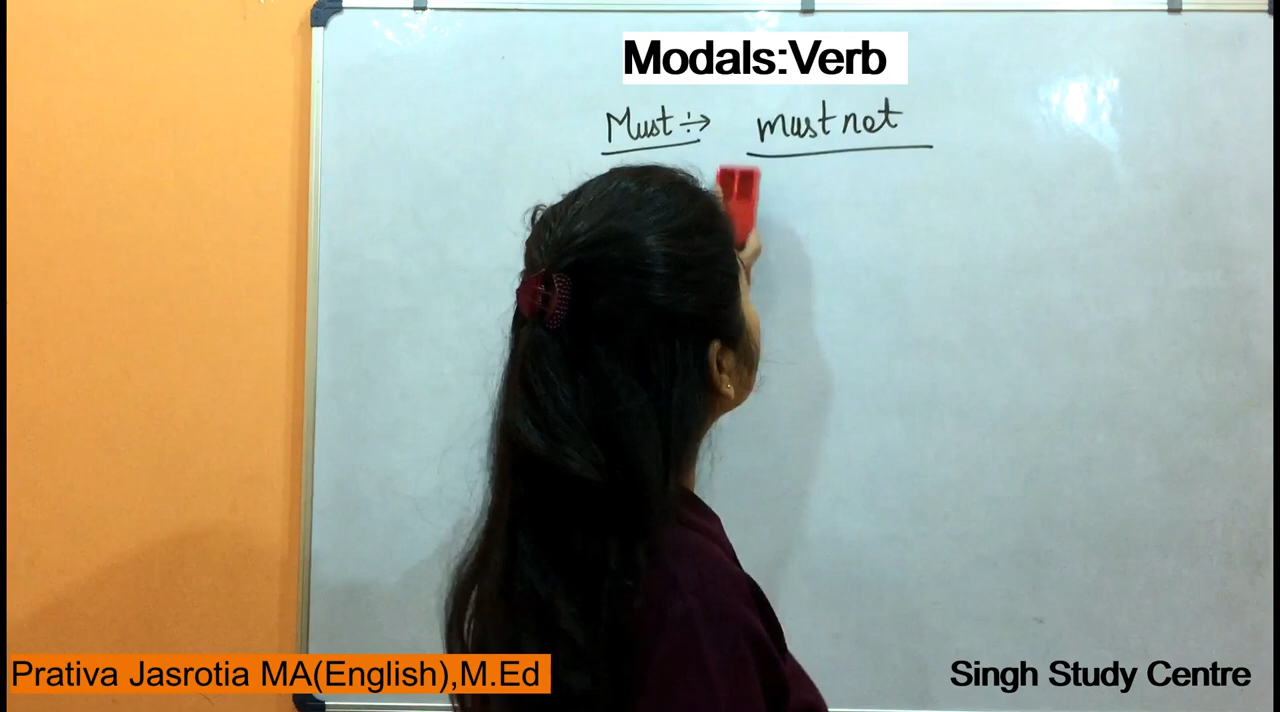 Modals:Verb
Must ÷→ must not
Prativa Jasrotia MA(English),M.Ed
Singh Study Centre